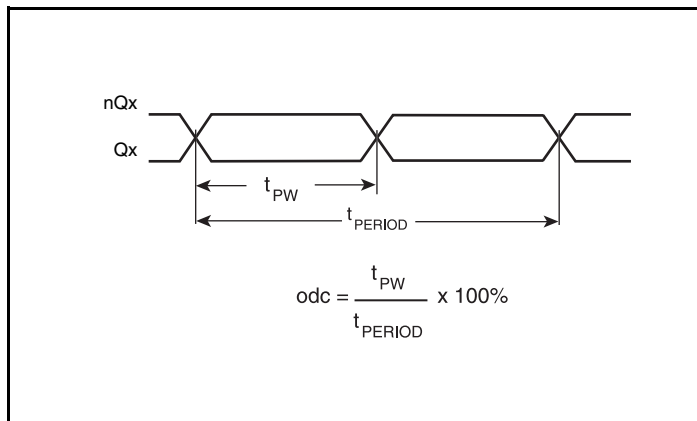 nQx
Qx
tPW
tPERIOD
odc = tPW / tPERIOD x 100%